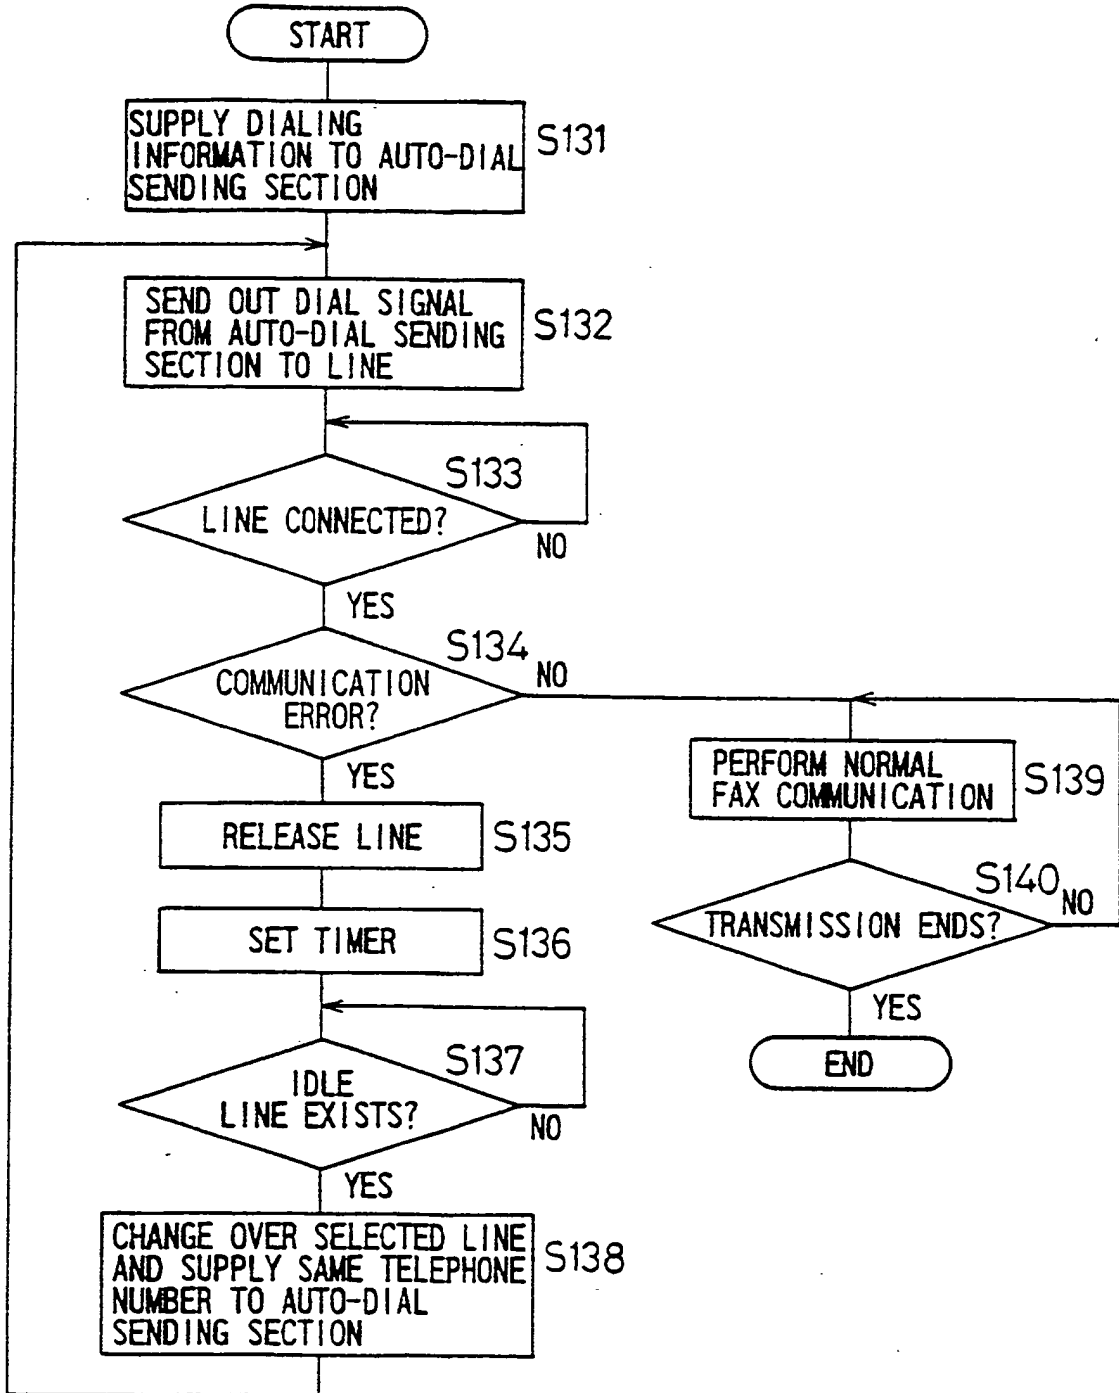 START
SUPPLY DIALING
INFORMATION TO AUTO-DIAL
SENDING SECTION
S131
SEND OUT DIAL SIGNAL
FROM AUTO-DIAL SENDING
SECTION TO LINE
S132
S133
LINE CONNECTED?
NO
YES
S134
NO
COMMUNICATION
ERROR?
YES
PERFORM NORMAL
FAX COMMUNICATION
S139
RELEASE LINE
S135
S140
NO
TRANSMISSION ENDS?
SET TIMER
S136
YES
S137
END
IDLE
LINE EXISTS?
NO
YES
CHANGE OVER SELECTED LINE
AND SUPPLY SAME TELEPHONE
NUMBER TO AUTO-DIAL
SENDING SECTION
S138